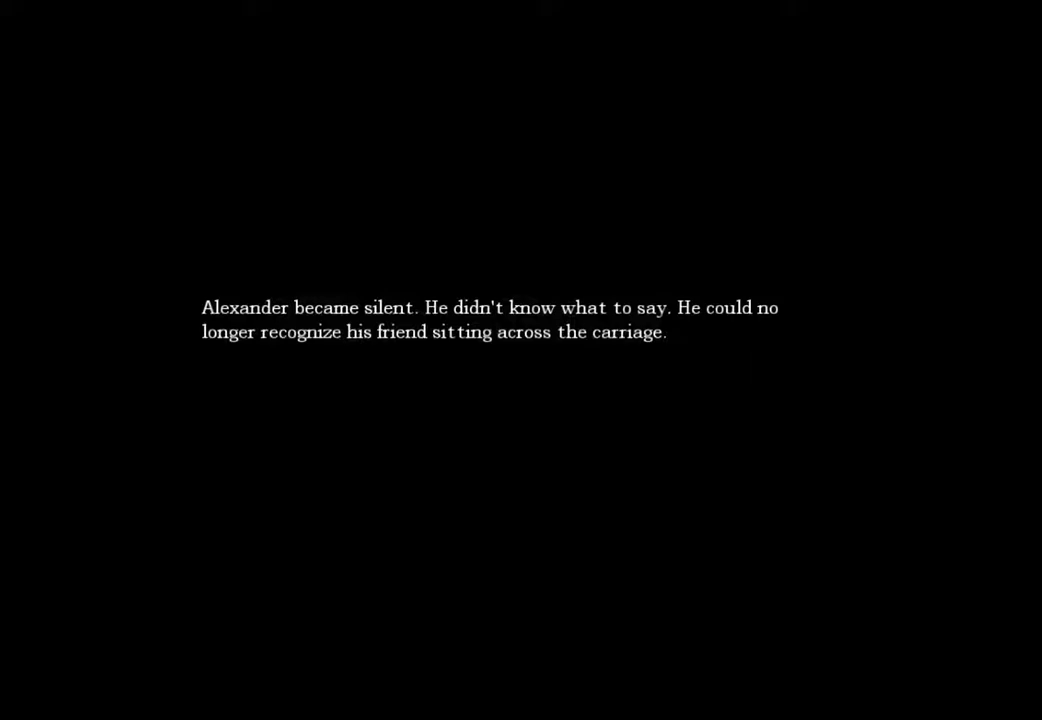 Alexander became silent. He didn't know what to say. He could no
longer recognize his friend sitting across the carriage.